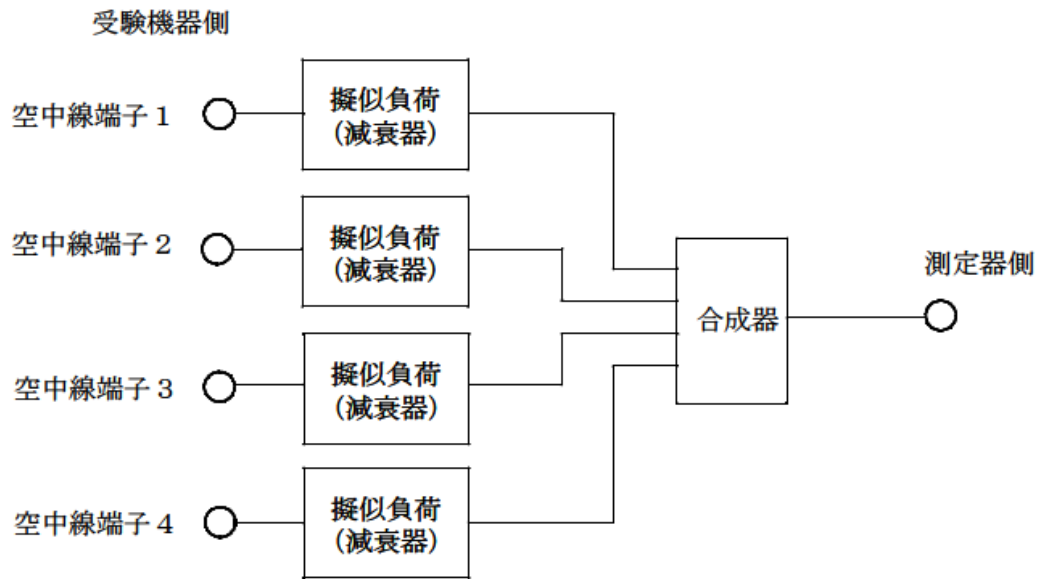 受験機器側
空中線端子1
擬似負荷
(減衰器)
空中線端子2
擬似負荷
(減衰器)
合成器
測定器側
空中線端子3
擬似負荷
(減衰器)
空中線端子4
擬似負荷
(減衰器)